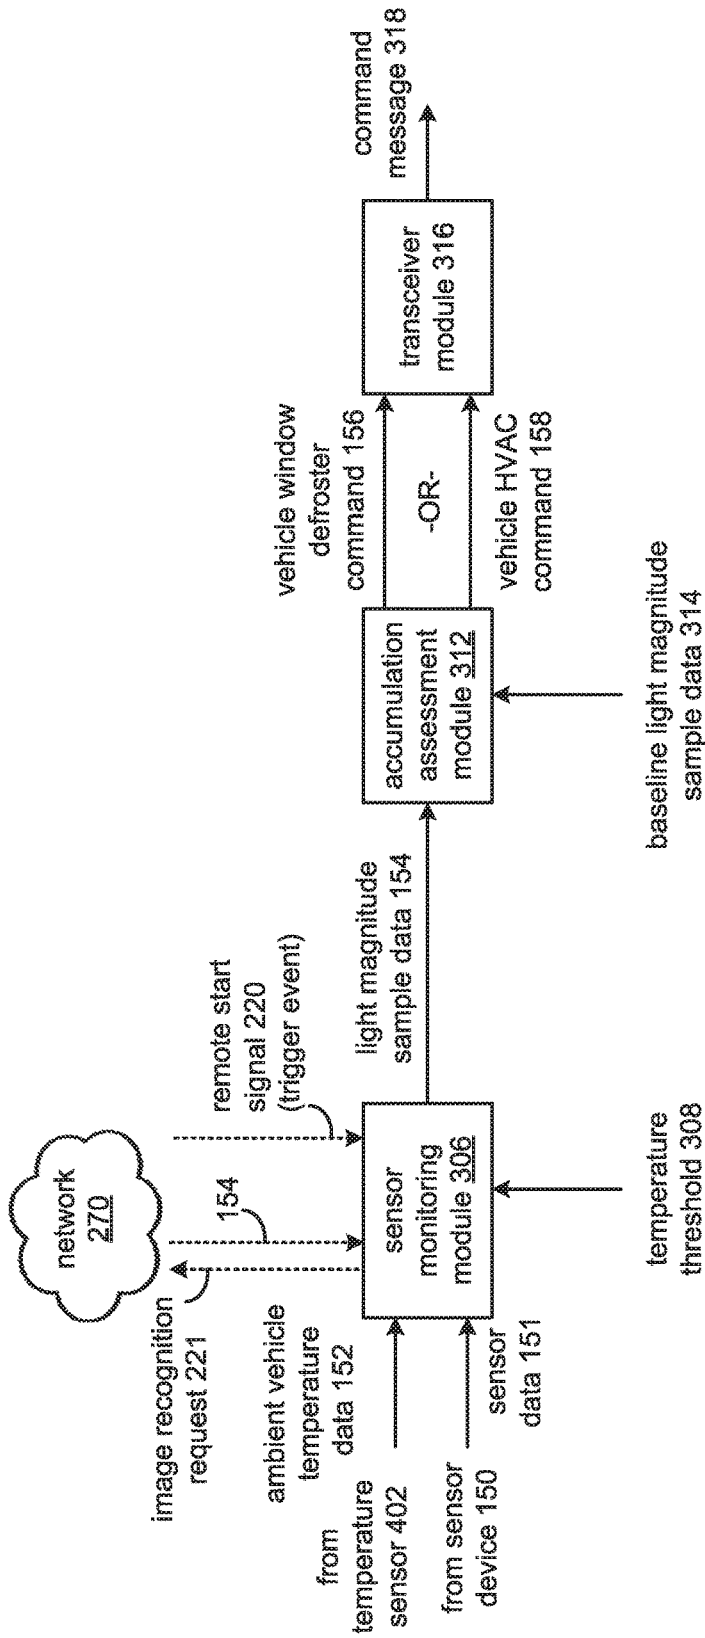 network
270
image recognition
request 221
154
remote start
signal 220
(trigger event)
ambient vehicle
temperature
data 152
from
temperature
sensor 402
from sensor
device 150
sensor
data 151
sensor
monitoring
module 306
temperature
threshold 308
light magnitude
sample data 154
accumulation
assessment
module 312
baseline light magnitude
sample data 314
vehicle window
defroster
command 156
-OR-
vehicle HVAC
command 158
transceiver
module 316
command
message 318